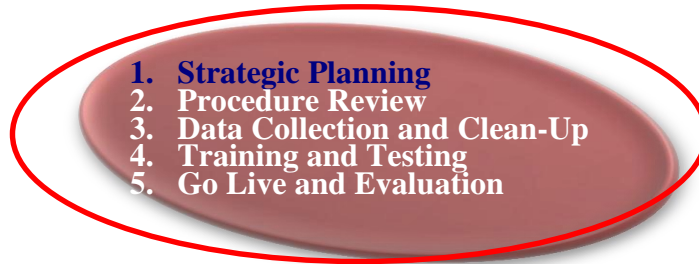 1. Strategic Planning
2. Procedure Review
3. Data Collection and Clean-Up
4. Training and Testing
5. Go Live and Evaluation